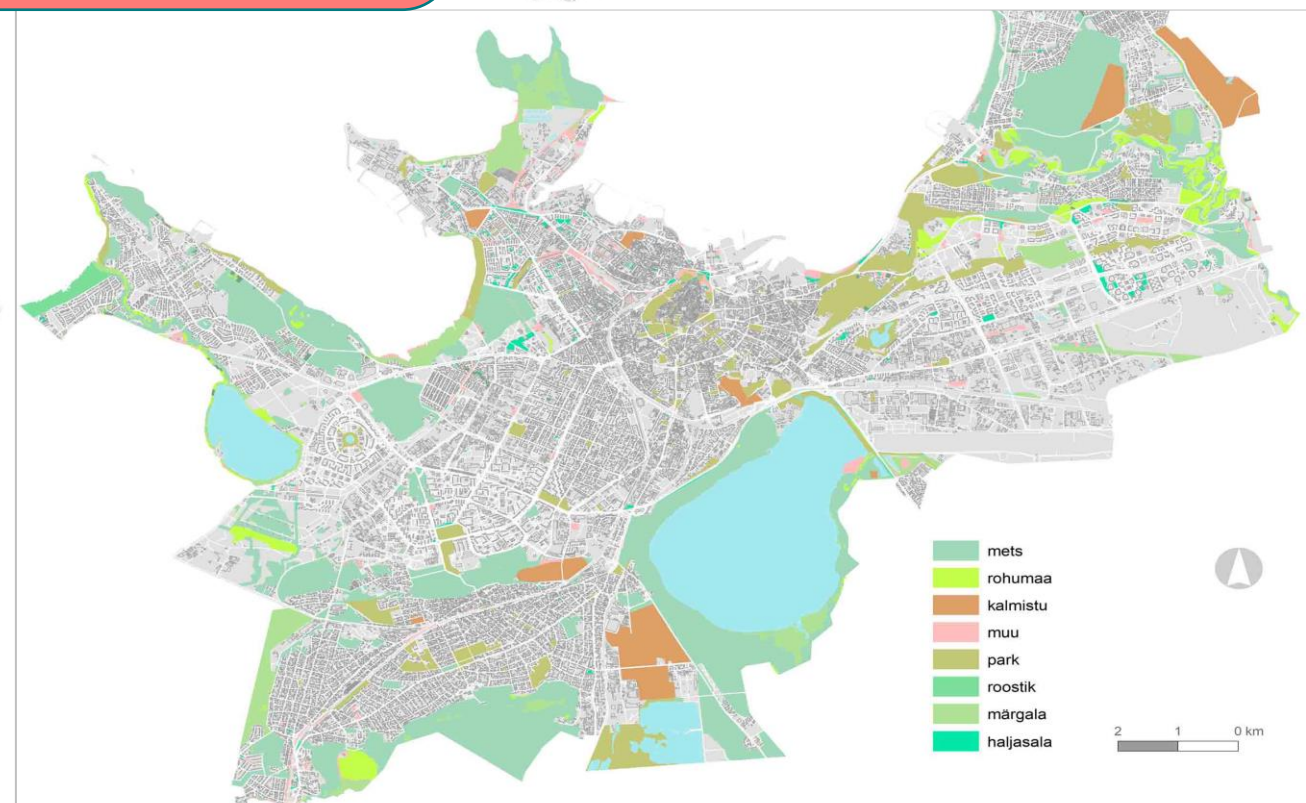 mets
rohumaa
kalmistu
muu
park
roostik
märgala
haljasala
2 1 0 km